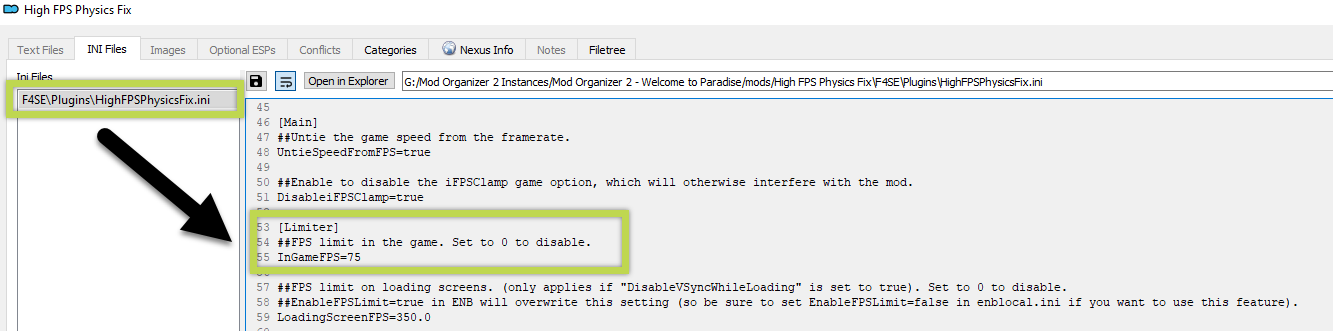 High FPS Physics Fix
Text Files INI Files Images Optional ESPs Conflicts Categories Nexus Info Notes Filetree
Ini Files
Open in Explorer G:/Mod Organizer 2 Instances/Mod Organizer 2 - Welcome to Paradise/mods/High FPS Physics Fix\F4SE\Plugins\HighFPSPhysicsFix.ini
F4SE\Plugins\HighFPSPhysicsFix.ini
45
46 [Main]
47 ##Untie the game speed from the framerate.
48 UntieSpeedFromFPS=true
49
50 ##Enable to disable the iFPSClamp game option, which will otherwise interfere with the mod.
51 DisableiFPSClamp=true
53 [Limiter]
54 ##FPS limit in the game. Set to 0 to disable.
55 InGameFPS=75
57 ##FPS limit on loading screens. (only applies if "DisableVSyncWhileLoading" is set to true). Set to 0 to disable.
58 ##EnableFPSLimit=true in ENB will overwrite this setting (so be sure to set EnableFPSLimit=false in enblocal.ini if you want to use this feature).
59 LoadingScreenFPS=350.0